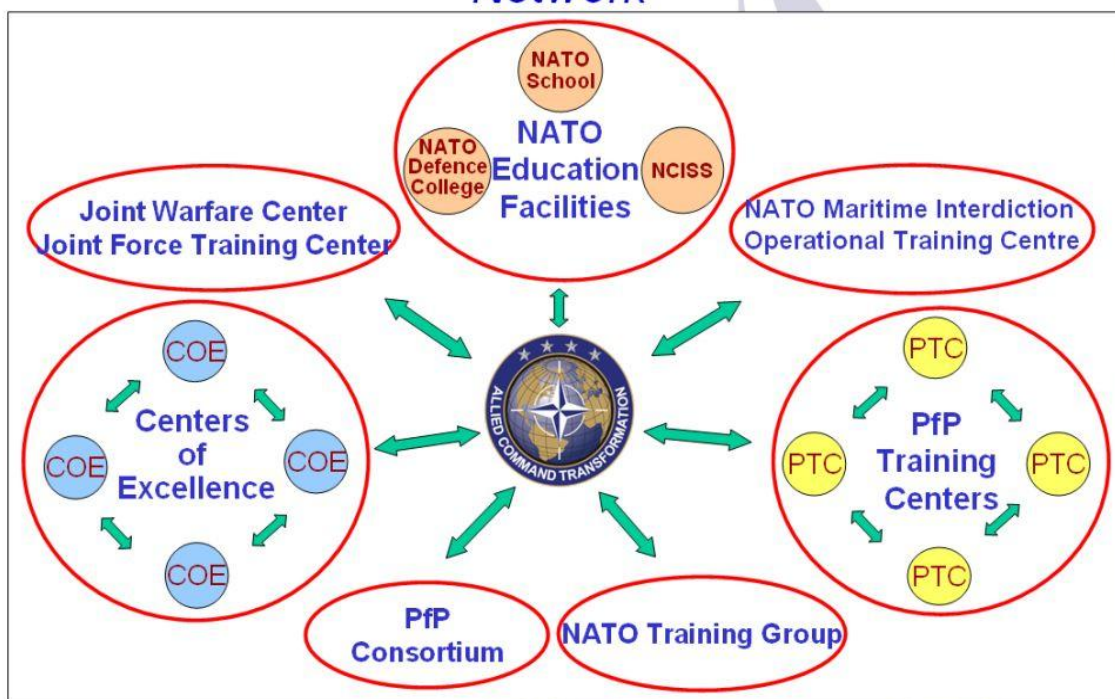 Network
NATO
School
NATO
Defence
College
NATO
Education
Facilities
NCISS
Joint Warfare Center
Joint Force Training Center
NATO Maritime Interdiction
Operational Training Centre
COE
COE
COE
COE
Centers
of
Excellence
ALLIED COMMAND TRANSFORMATION
PTC
PTC
PTC
PTC
PfP
Training
Centers
PfP
Consortium
NATO Training Group